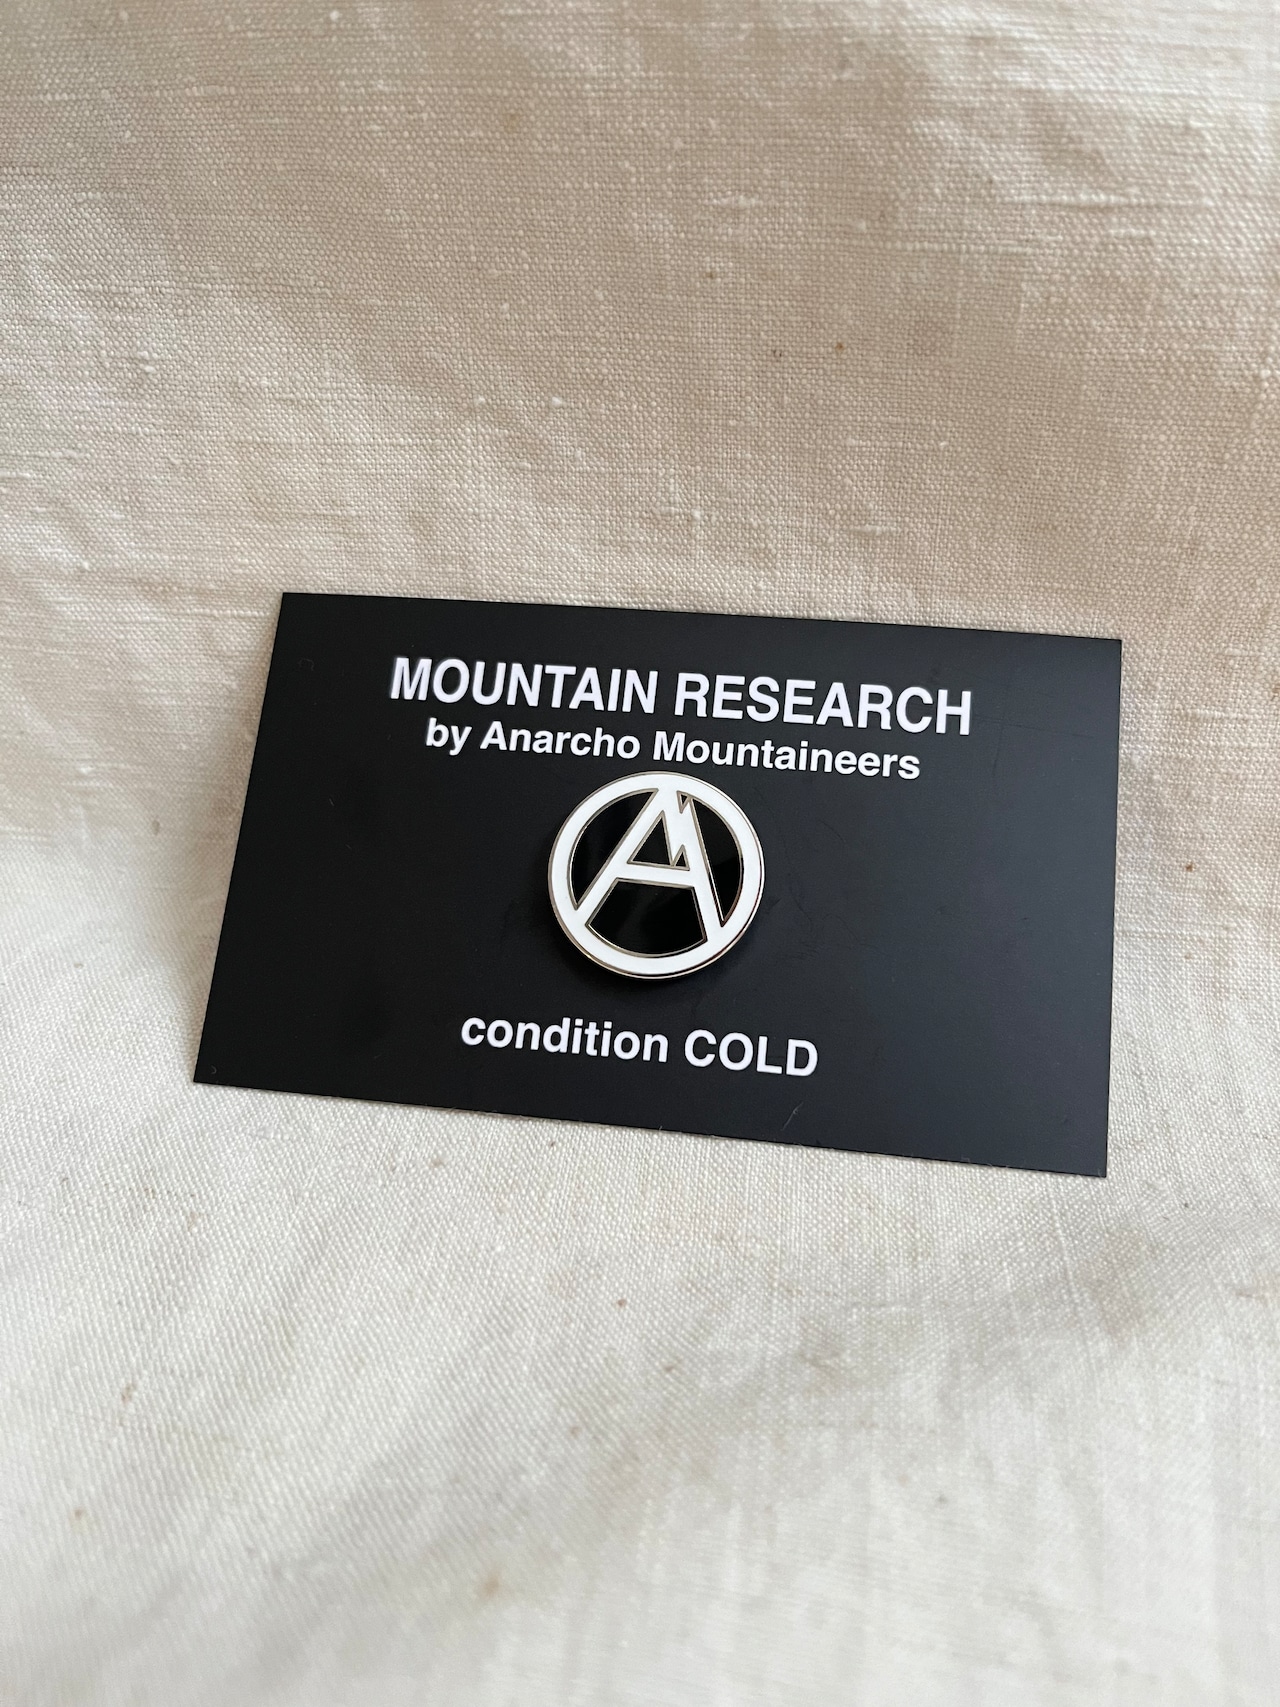 MOUNTAIN RESEARCH
by Anarcho Mountaineers
A
condition COLD